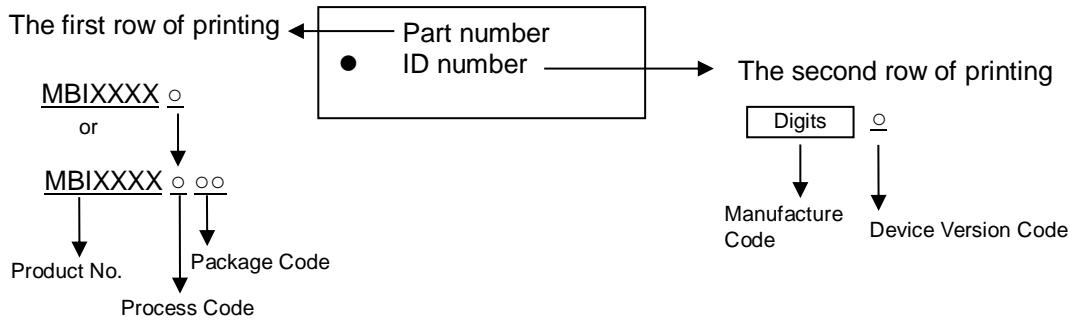 The first row of printing
Part number
ID number
The second row of printing
MBIXXXX ○
or
MBIXXXX ○ ○○
Product No.
Process Code
Package Code
Digits ○
Manufacture
Code
Device Version Code